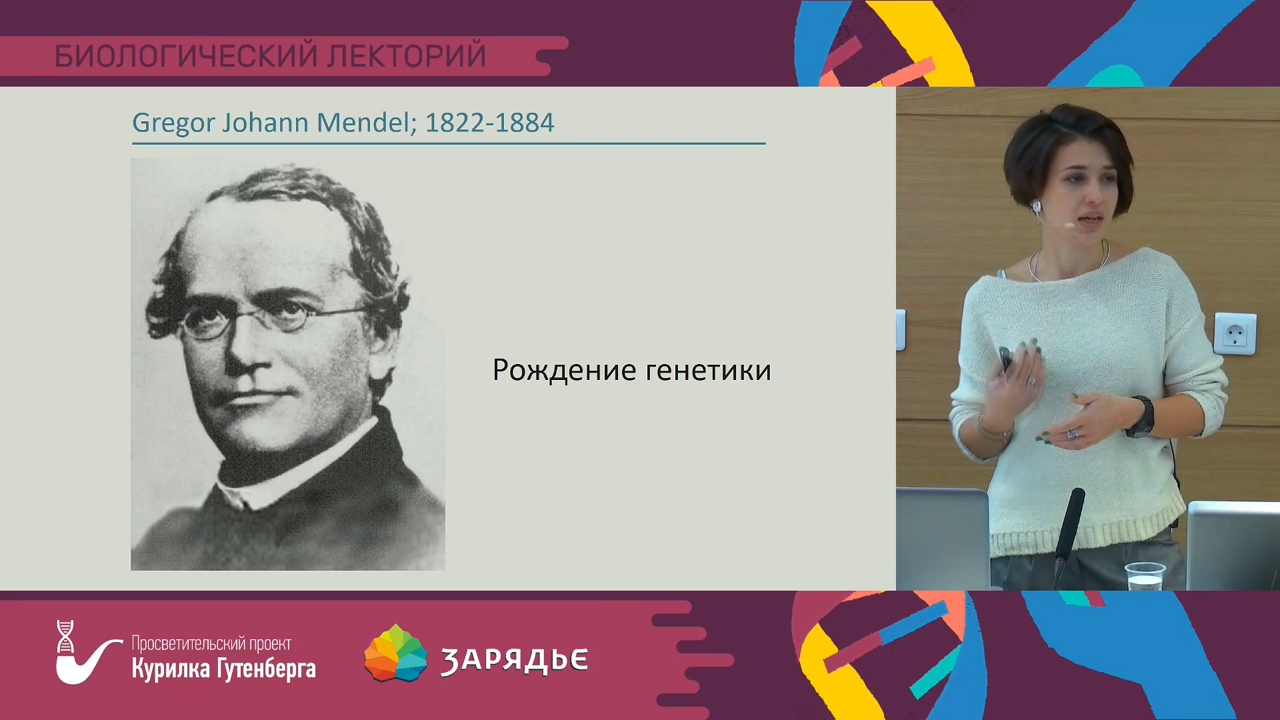 БИОЛОГИЧЕСКИЙ ЛЕКТОРИЙ
Gregor Johann Mendel; 1822-1884
Рождение генетики
Просветительский проект
Курилка Гутенберга
ЗАРЯДЬЕ